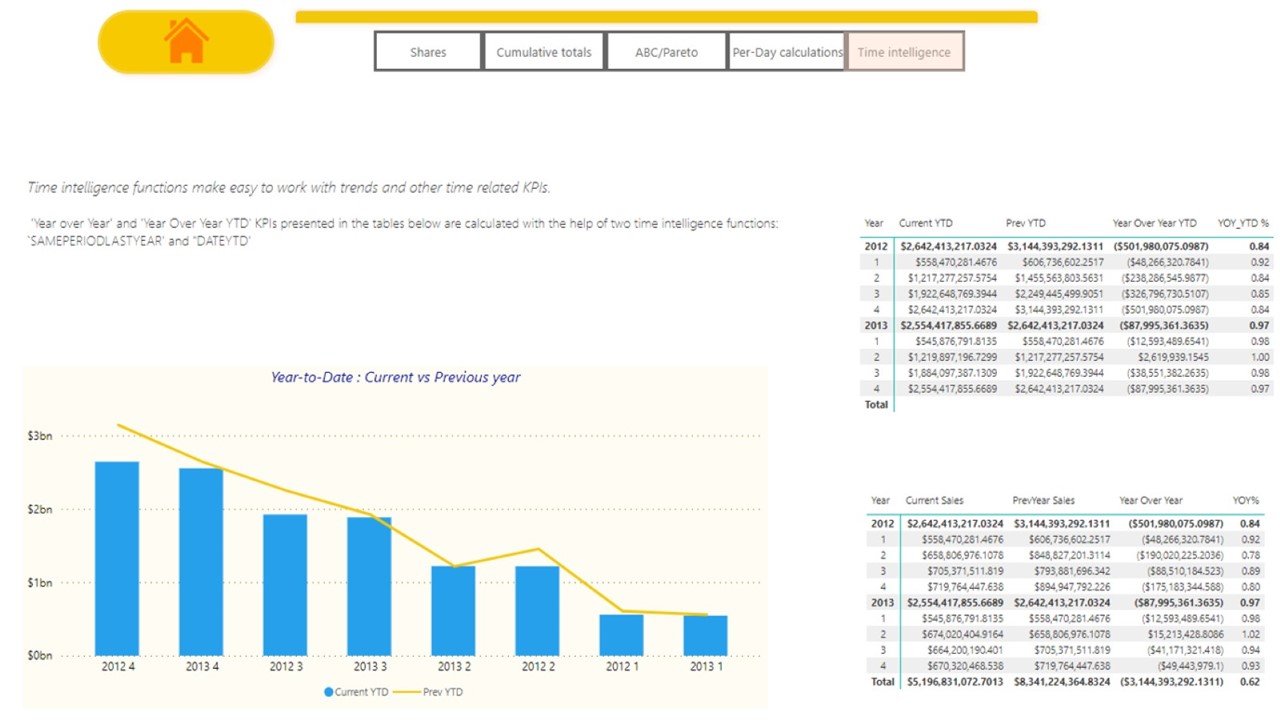 Shares Cumulative totals ABC/Pareto Per-Day calculations Time intelligence
Time intelligence functions make easy to work with trends and other time related KPIs.
'Year over Year' and 'Year Over Year YTD' KPIs presented in the tables below are calculated with the help of two time intelligence functions:
`SAMEPERIODLASTYEAR' and "DATEYTD'
Year Current YTD Prev YTD Year Over Year YTD YOY_YTD %
2012 $2,642,413,217.0324 $3,144,393,292.1311 ($501,980,075.0987) 0.84
1 $558,470,281.4676 $606,736,602.2517 ($48,266,320.7841) 0.92
2 $1,217,277,257.5754 $1,455,563,803.5631 ($238,286,545.9877) 0.84
3 $1,922,648,769.3944 $2,249,445,499.9051 ($326,796,730.5107) 0.85
4 $2,642,413,217.0324 $3,144,393,292.1311 ($501,980,075.0987) 0.84
2013 $2,554,417,855.6689 $2,642,413,217.0324 ($87,995,361.3635) 0.97
1 $545,876,791.8135 $558,470,281.4676 ($12,593,489.6541) 0.98
2 $1,219,897,196.7299 $1,217,277,257.5754 $2,619,939.1545 1.00
3 $1,884,097,387.1309 $1,922,648,769.3944 ($38,551,382.2635) 0.98
4 $2,554,417,855.6689 $2,642,413,217.0324 ($87,995,361.3635) 0.97
Total
Year-to-Date : Current vs Previous year
$3bn
$2bn
$1bn
$0bn
2012 4 2013 4 2012 3 2013 3 2013 2 2012 2 2012 1 2013 1
Current YTD Prev YTD
Year Current Sales PrevYear Sales Year Over Year YOY%
2012 $2,642,413,217.0324 $3,144,393,292.1311 ($501,980,075.0987) 0.84
1 $558,470,281.4676 $606,736,602.2517 ($48,266,320.7841) 0.92
2 $658,806,976.1078 $848,827,201.3114 ($190,020,225.2036) 0.78
3 $705,371,511.819 $793,881,696.342 ($88,510,184.523) 0.89
4 $719,764,447.638 $894,947,792.226 ($175,183,344.588) 0.80
2013 $2,554,417,855.6689 $2,642,413,217.0324 ($87,995,361.3635) 0.97
1 $545,876,791.8135 $558,470,281.4676 ($12,593,489.6541) 0.98
2 $674,020,404.9164 $658,806,976.1078 $15,213,428.8086 1.02
3 $664,200,190.401 $705,371,511.819 ($41,171,321.418) 0.94
4 $670,320,468.538 $719,764,447.638 ($49,443,979.1) 0.93
Total $5,196,831,072.7013 $8,341,224,364.8324 ($3,144,393,292.1311) 0.62